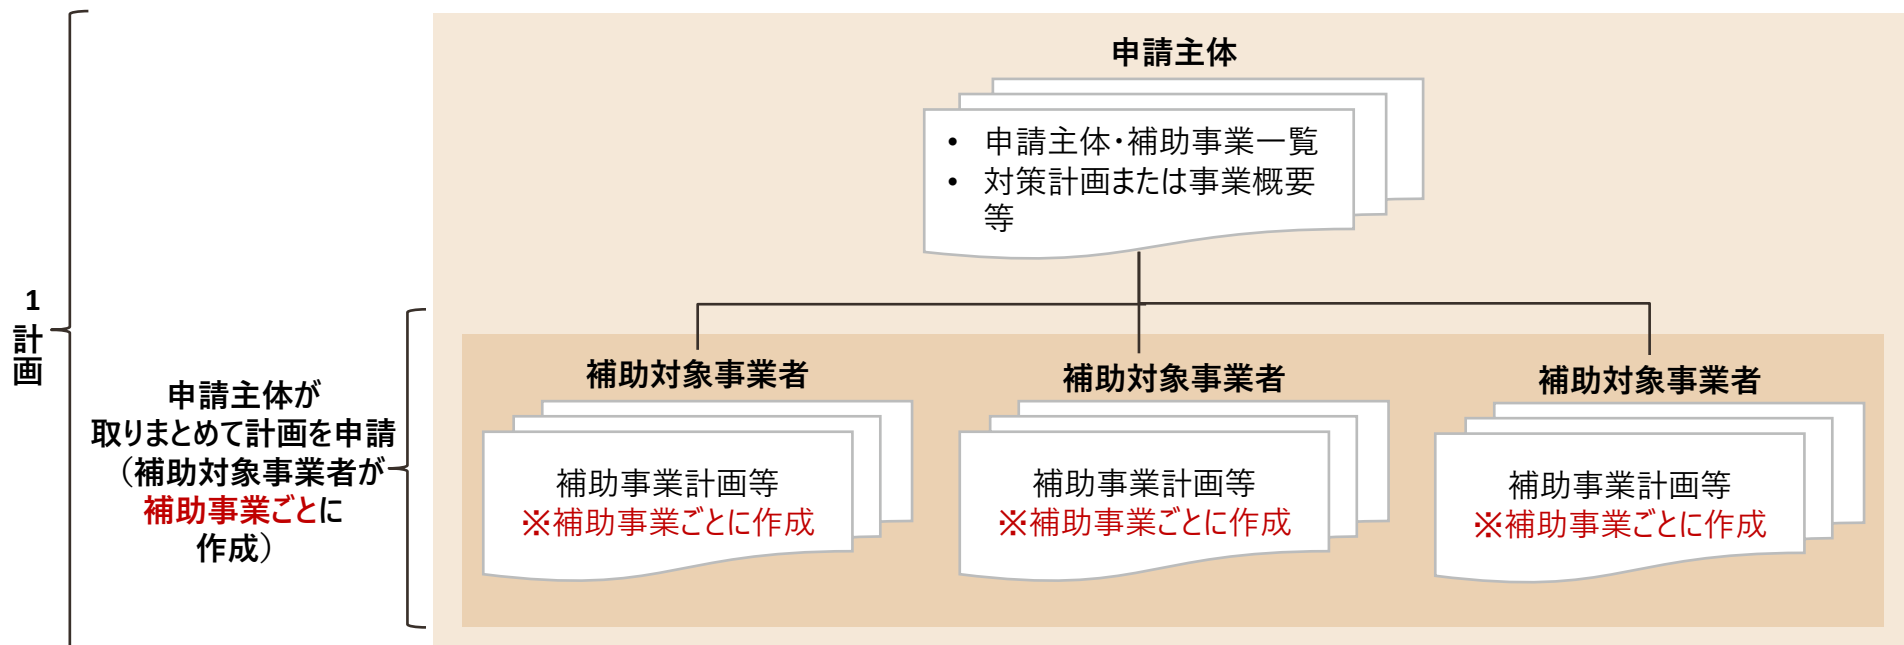 申請主体
• 申請主体・補助事業一覧
• 対策計画または事業概要
等
1
計
画
申請主体が
取りまとめて計画を申請
（補助対象事業者が
補助事業ごとに
作成）
補助対象事業者
補助事業計画等
※補助事業ごとに作成
補助対象事業者
補助事業計画等
※補助事業ごとに作成
補助対象事業者
補助事業計画等
※補助事業ごとに作成